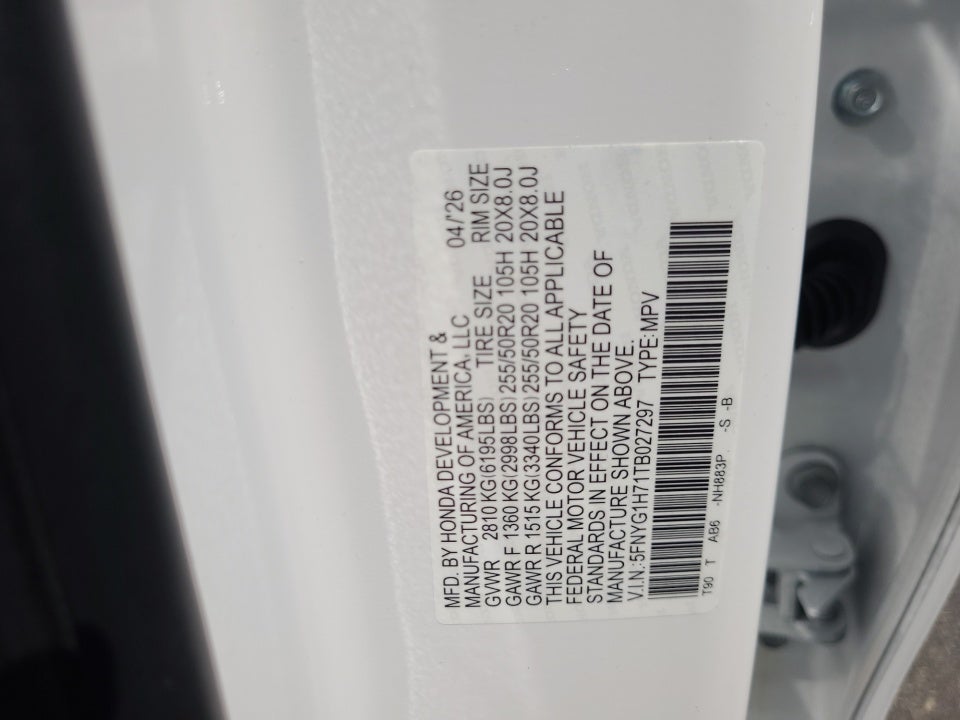 MFD. BY HONDA DEVELOPMENT &
MANUFACTURING OF AMERICA, LLC 04/'26
GVWR 2810 KG(6195LBS) TIRE SIZE RIM SIZE
GAWR F 1360 KG(2998LBS) 255/50R20 105H 20X8.0J
GAWR R 1515 KG(3340LBS) 255/50R20 105H 20X8.0J
THIS VEHICLE CONFORMS TO ALL APPLICABLE
FEDERAL MOTOR VEHICLE SAFETY
STANDARDS IN EFFECT ON THE DATE OF
MANUFACTURE SHOWN ABOVE.
V.I.N.:5FNYG1H71TB027297 TYPE:MPV
T90 T AB6 -NH883P -S -B